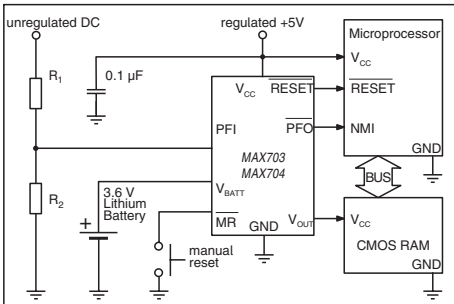 unregulated DC
regulated +5V
Microprocessor
R1
0.1 µF
VCC
RESET
VCC
RESET
PFI
PFO
NMI
MAX703
MAX704
GND
R2
3.6 V
Lithium
Battery
VBATT
BUS
MR
GND
VOUT
VCC
manual
reset
CMOS RAM
GND